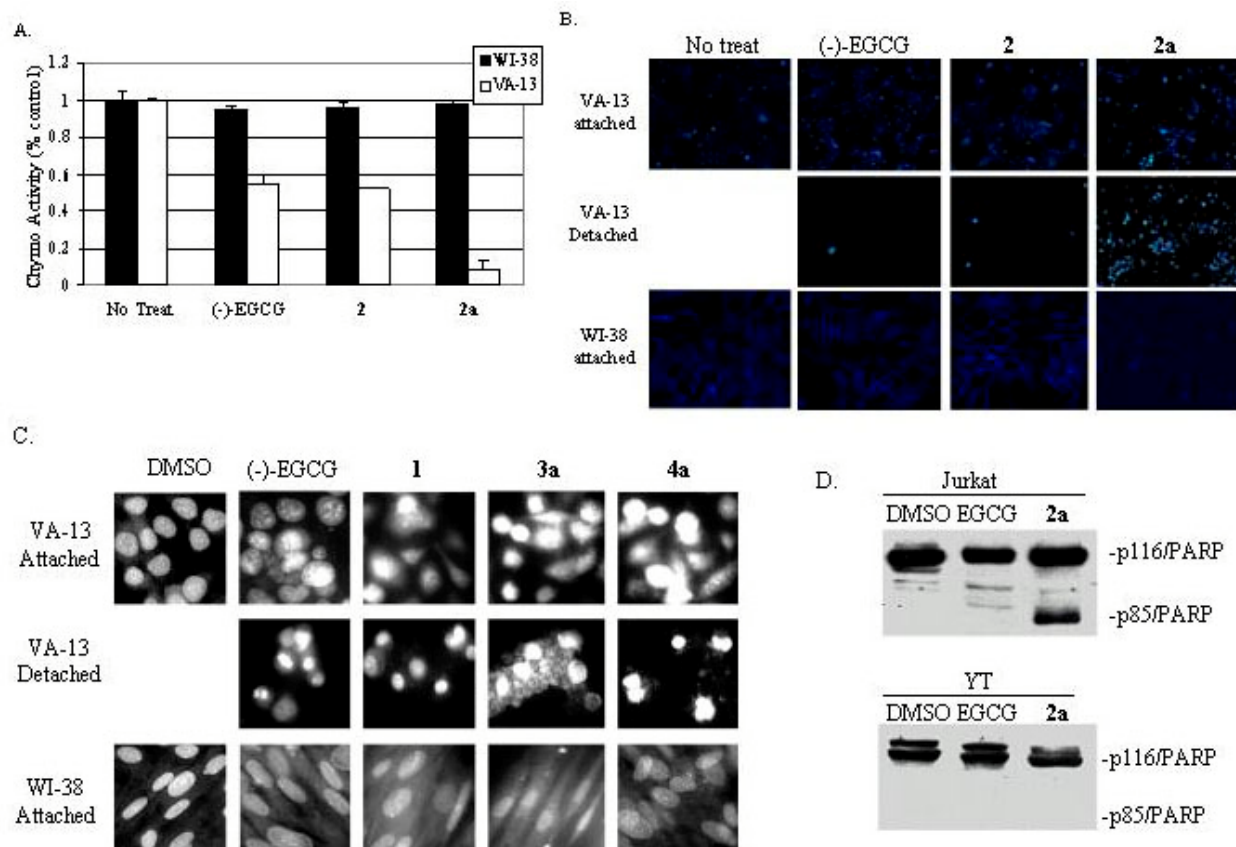 A.
Chymo Activity (% control)
1.2
1
0.8
0.6
0.4
0.2
0
WI-38
VA-13
No Treat (-)-EGCG 2 2a
B.
No treat (-)-EGCG 2 2a
VA-13
attached
VA-13
Detached
WI-38
attached
C.
DMSO (-)-EGCG 1 3a 4a
VA-13
Attached
VA-13
Detached
WI-38
Attached
D.
Jurkat
DMSO EGCG 2a
-p116/PARP
-p85/PARP
YT
DMSO EGCG 2a
-p116/PARP
-p85/PARP